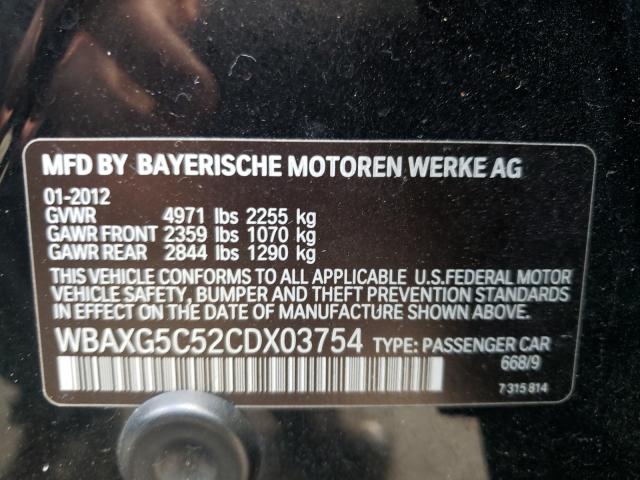 MFD BY BAYERISCHE MOTOREN WERKE AG
01-2012
GVWR 4971 lbs 2255 kg
GAWR FRONT 2359 lbs 1070 kg
GAWR REAR 2844 lbs 1290 kg
THIS VEHICLE CONFORMS TO ALL APPLICABLE U.S.FEDERAL MOTOR
VEHICLE SAFETY, BUMPER AND THEFT PREVENTION STANDARDS
IN EFFECT ON THE DATE OF MANUFACTURE SHOWN ABOVE.
WBAXG5C52CDX03754 TYPE: PASSENGER CAR
668/9
7 315 814